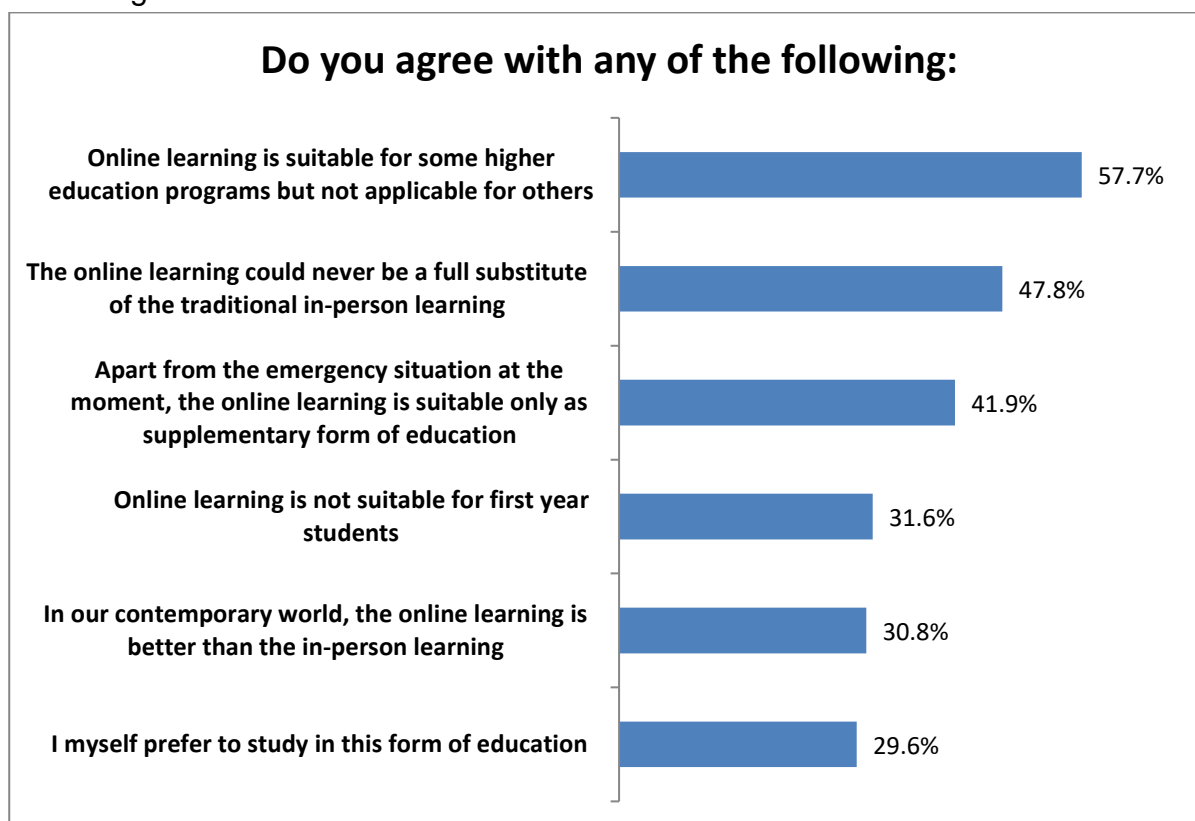 Do you agree with any of the following:
Online learning is suitable for some higher
education programs but not applicable for others
57.7%
The online learning could never be a full substitute
of the traditional in-person learning
47.8%
Apart from the emergency situation at the
moment, the online learning is suitable only as
supplementary form of education
41.9%
Online learning is not suitable for first year
students
31.6%
In our contemporary world, the online learning is
better than the in-person learning
30.8%
I myself prefer to study in this form of education
29.6%